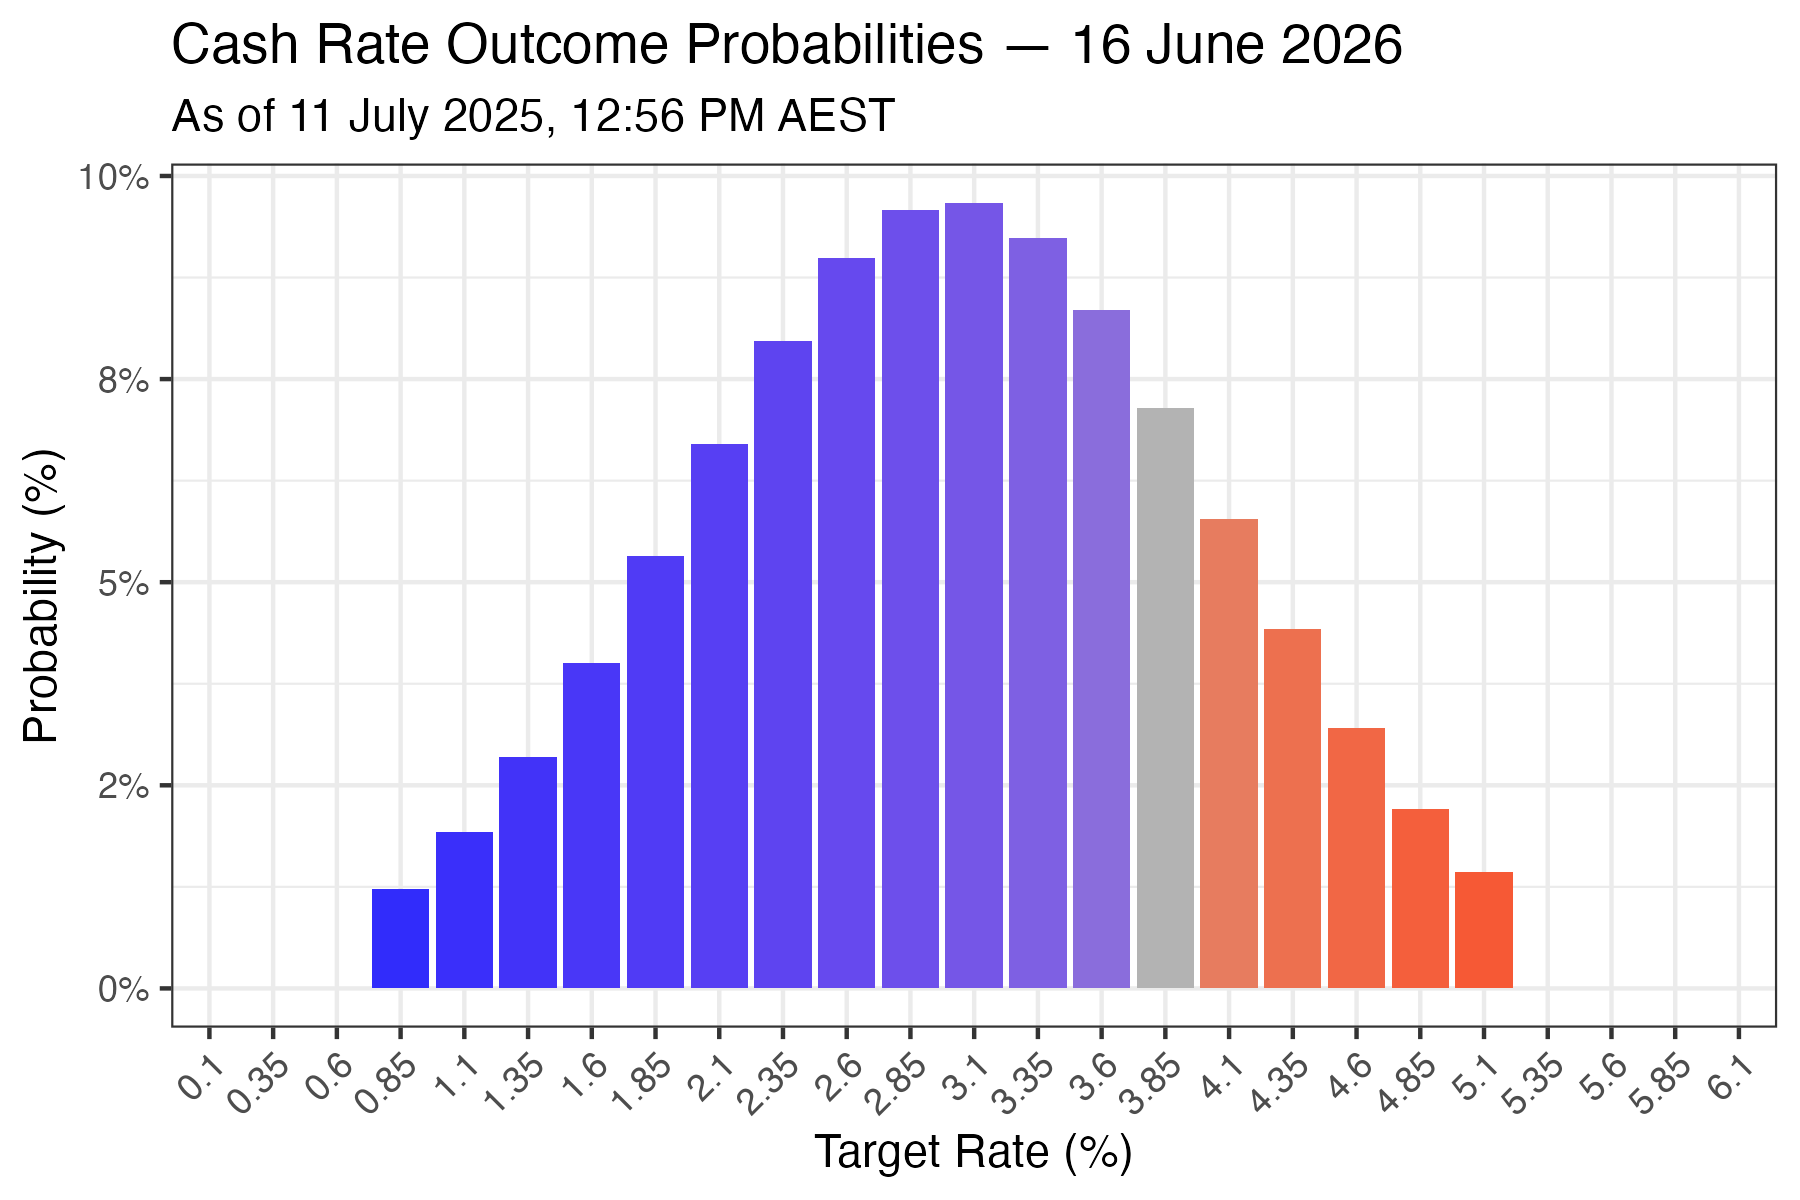 Cash Rate Outcome Probabilities — 16 June 2026
As of 11 July 2025, 12:56 PM AEST
Probability (%)
10%
8%
5%
2%
0%
0.1 0.35 0.6 0.85 1.1 1.35 1.6 1.85 2.1 2.35 2.6 2.85 3.1 3.35 3.6 3.85 4.1 4.35 4.6 4.85 5.1 5.35 5.6 5.85 6.1
Target Rate (%)